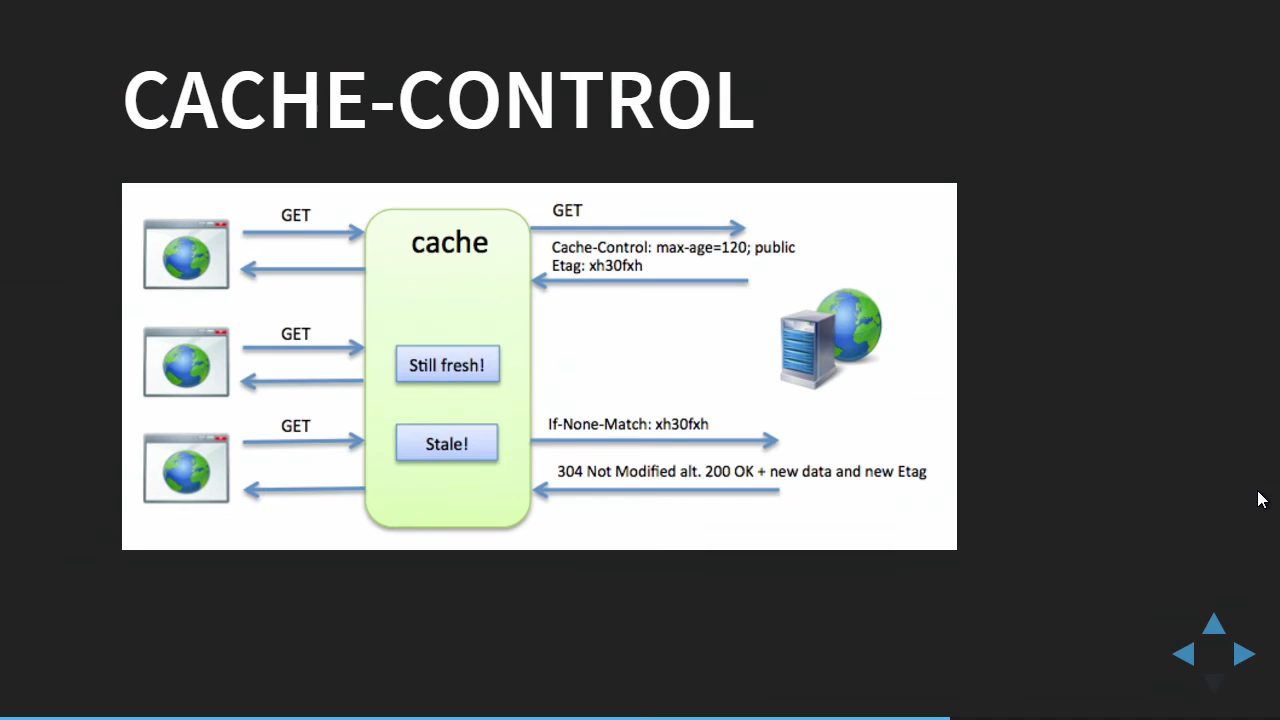 CACHE-CONTROL
GET
GET
cache
Cache-Control: max-age=120; public
Etag: xh30fxh
GET
Still fresh!
GET
If-None-Match: xh30fxh
Stale!
304 Not Modified alt. 200 OK + new data and new Etag